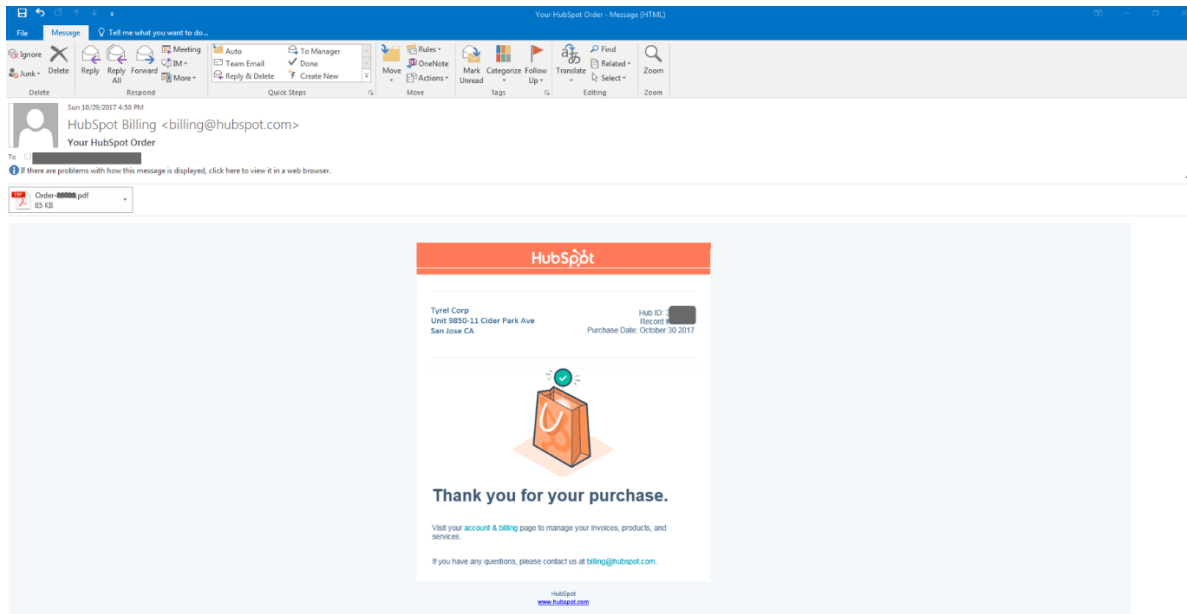 Your HubSpot Order - Message (HTML)
File Message Tell me what you want to do...
Ignore
Junk
Delete
Reply
Reply All
Forward
Meeting
IM
More
Auto
Team Email
Reply & Delete
To Manager
Done
Create New
Move
Rules
OneNote
Actions
Mark Unread
Categorize
Follow Up
Translate
Find
Related
Select
Zoom
Delete Respond Quick Steps Move Tags Editing Zoom
Sun 10/29/2017 4:50 PM
HubSpot Billing <billing@hubspot.com>
Your HubSpot Order
To
If there are problems with how this message is displayed, click here to view it in a web browser.
Order- .pdf
85 KB
HubSpot
Tyrel Corp
Unit 9850-11 Cider Park Ave
San Jose CA
Hub ID:
Record
Purchase Date: October 30 2017
Thank you for your purchase.
Visit your account & billing page to manage your invoices, products, and
services.
If you have any questions, please contact us at billing@hubspot.com.
HubSpot
www.hubspot.com